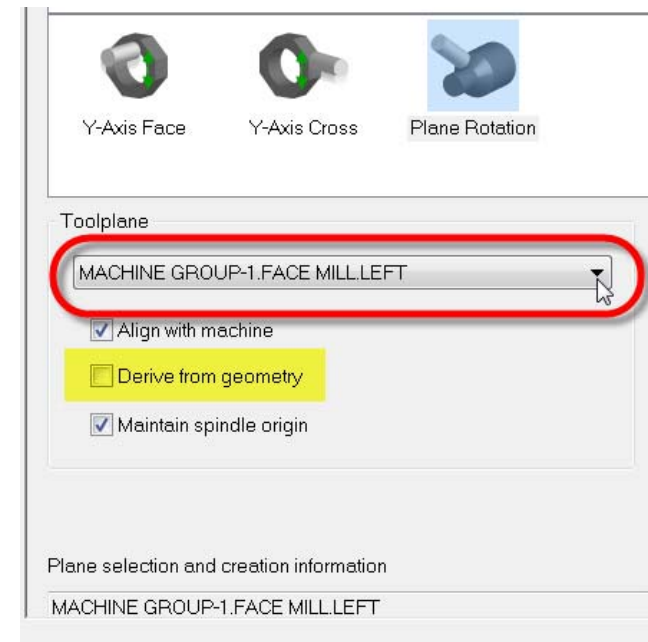 Y-Axis Face Y-Axis Cross Plane Rotation
Toolplane
MACHINE GROUP-1.FACE MILL.LEFT
Align with machine
Derive from geometry
Maintain spindle origin
Plane selection and creation information
MACHINE GROUP-1.FACE MILL.LEFT